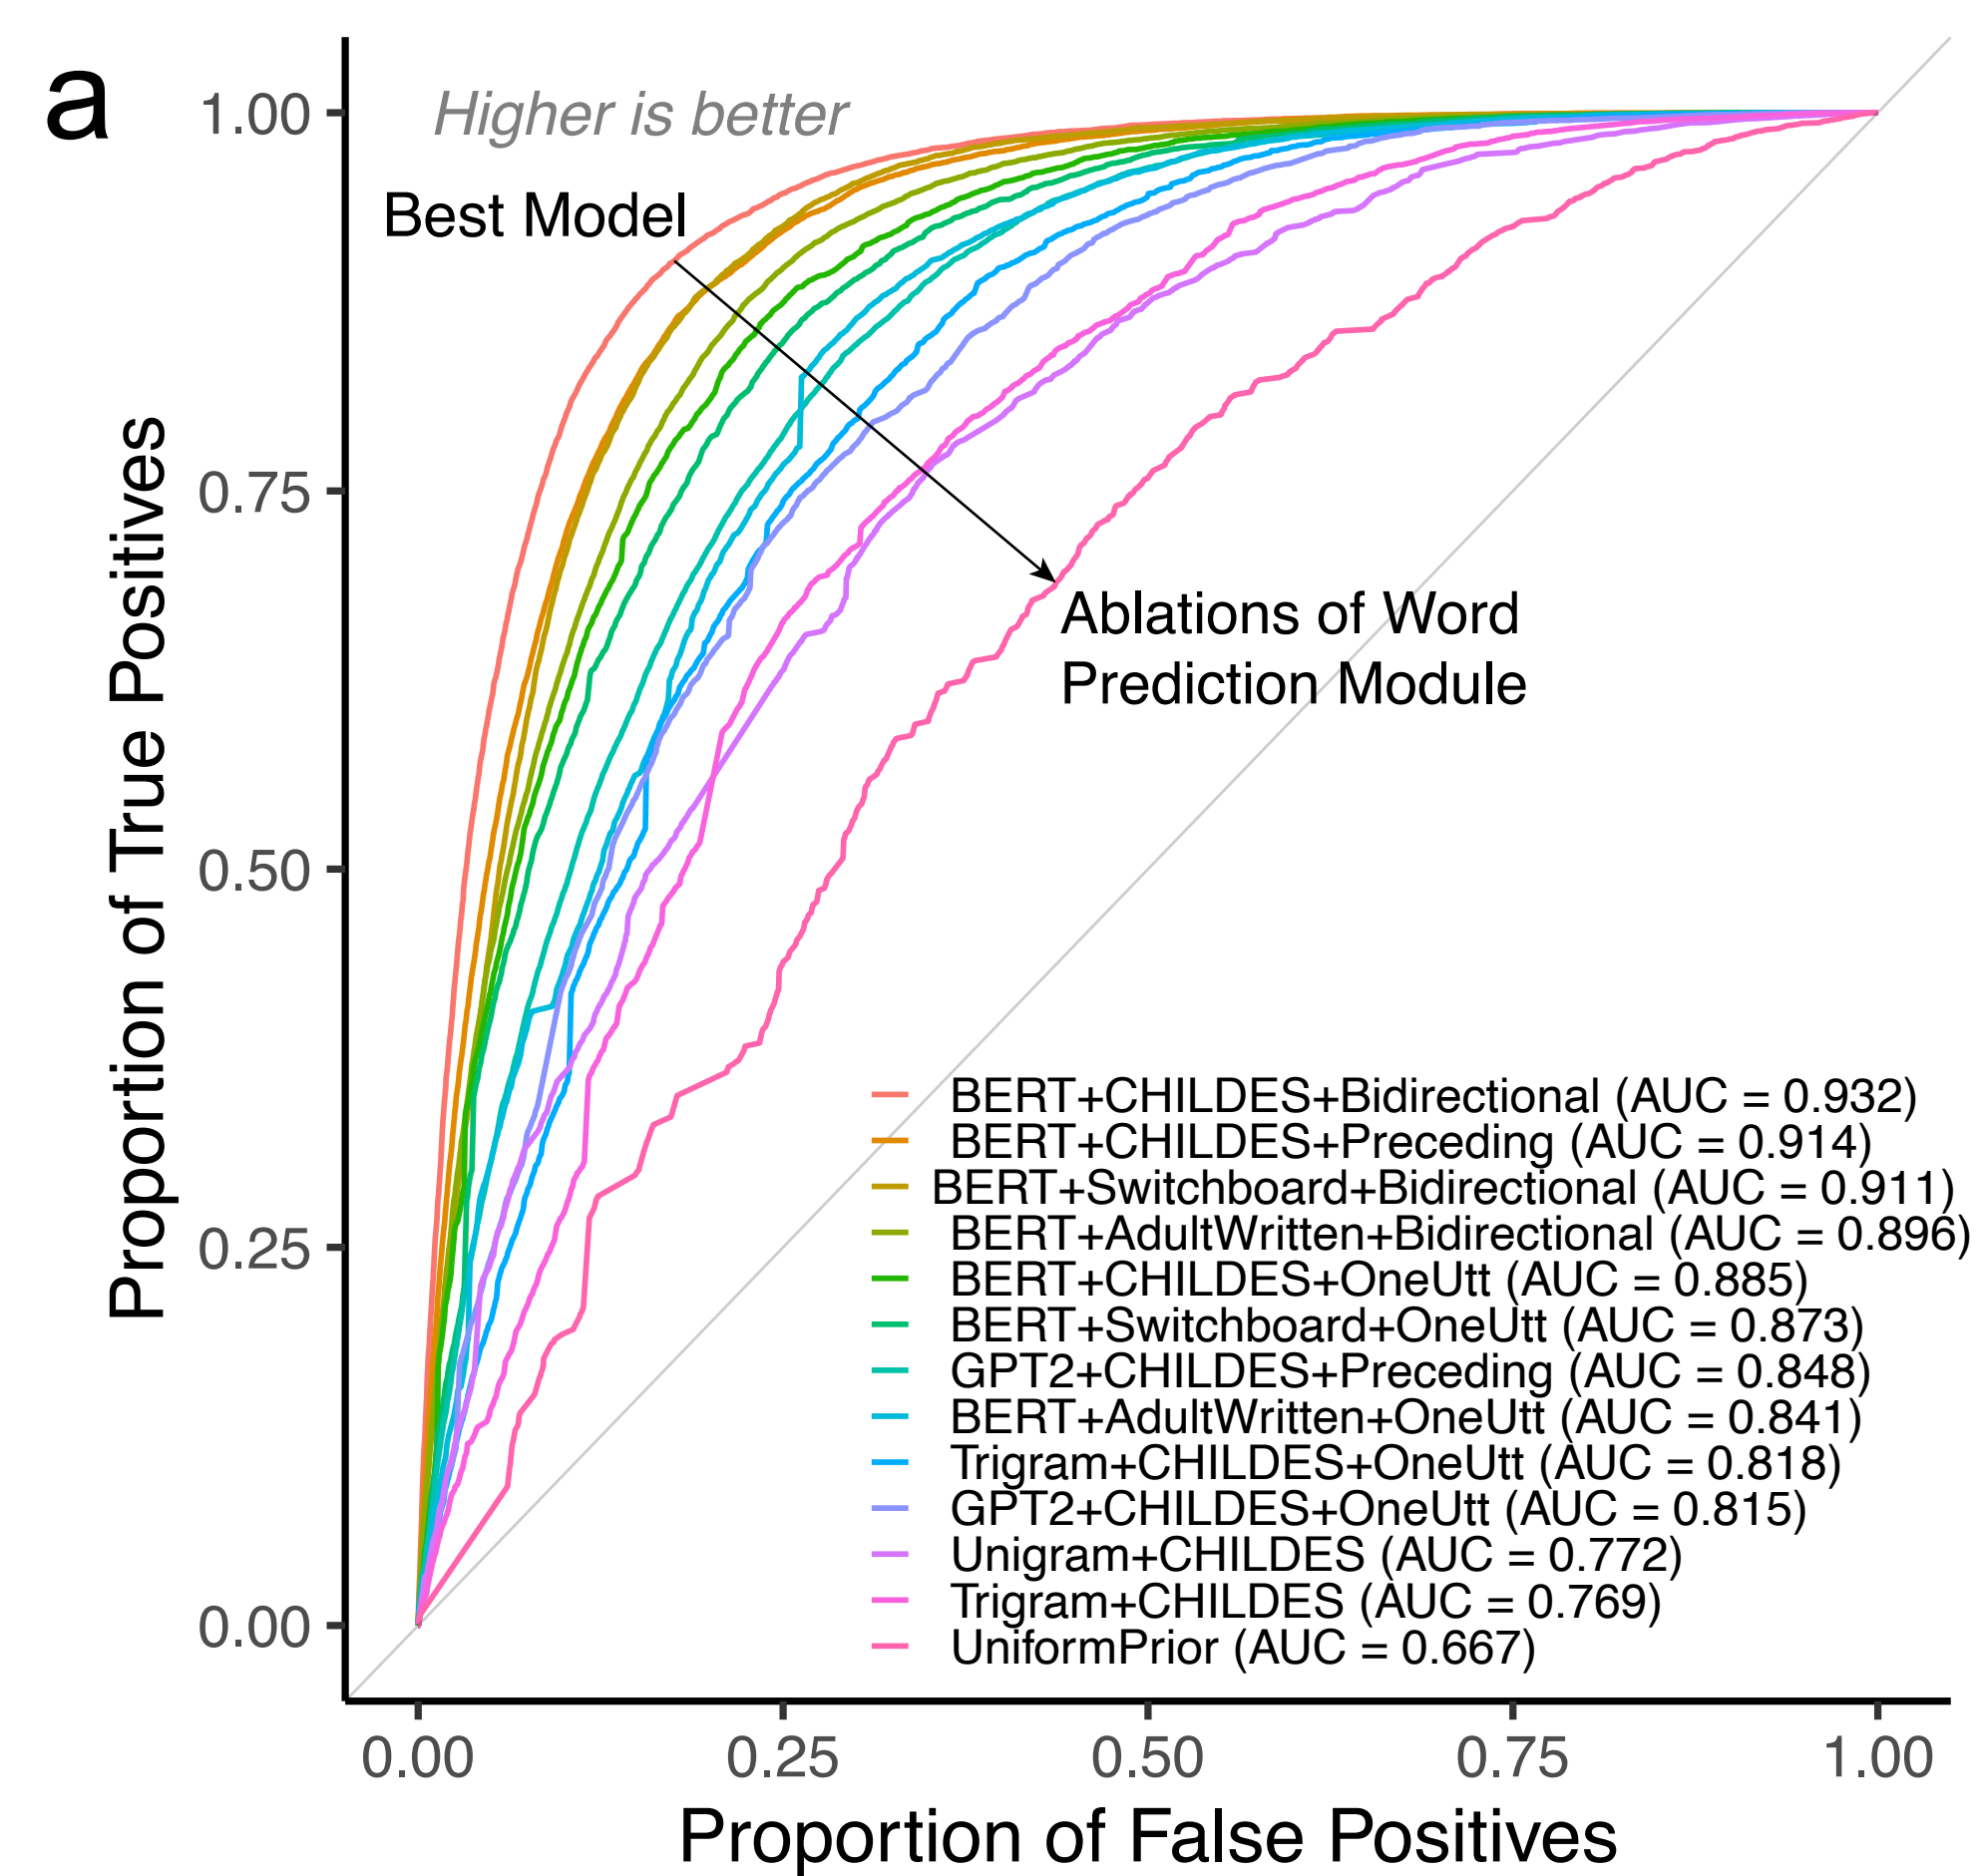 a
Higher is better
Best Model
Ablations of Word
Prediction Module
Proportion of True Positives
1.00
0.75
0.50
0.25
0.00
BERT+CHILDES+Bidirectional (AUC = 0.932)
BERT+CHILDES+Preceding (AUC = 0.914)
BERT+Switchboard+Bidirectional (AUC = 0.911)
BERT+AdultWritten+Bidirectional (AUC = 0.896)
BERT+CHILDES+OneUtt (AUC = 0.885)
BERT+Switchboard+OneUtt (AUC = 0.873)
GPT2+CHILDES+Preceding (AUC = 0.848)
BERT+AdultWritten+OneUtt (AUC = 0.841)
Trigram+CHILDES+OneUtt (AUC = 0.818)
GPT2+CHILDES+OneUtt (AUC = 0.815)
Unigram+CHILDES (AUC = 0.772)
Trigram+CHILDES (AUC = 0.769)
UniformPrior (AUC = 0.667)
0.00 0.25 0.50 0.75 1.00
Proportion of False Positives